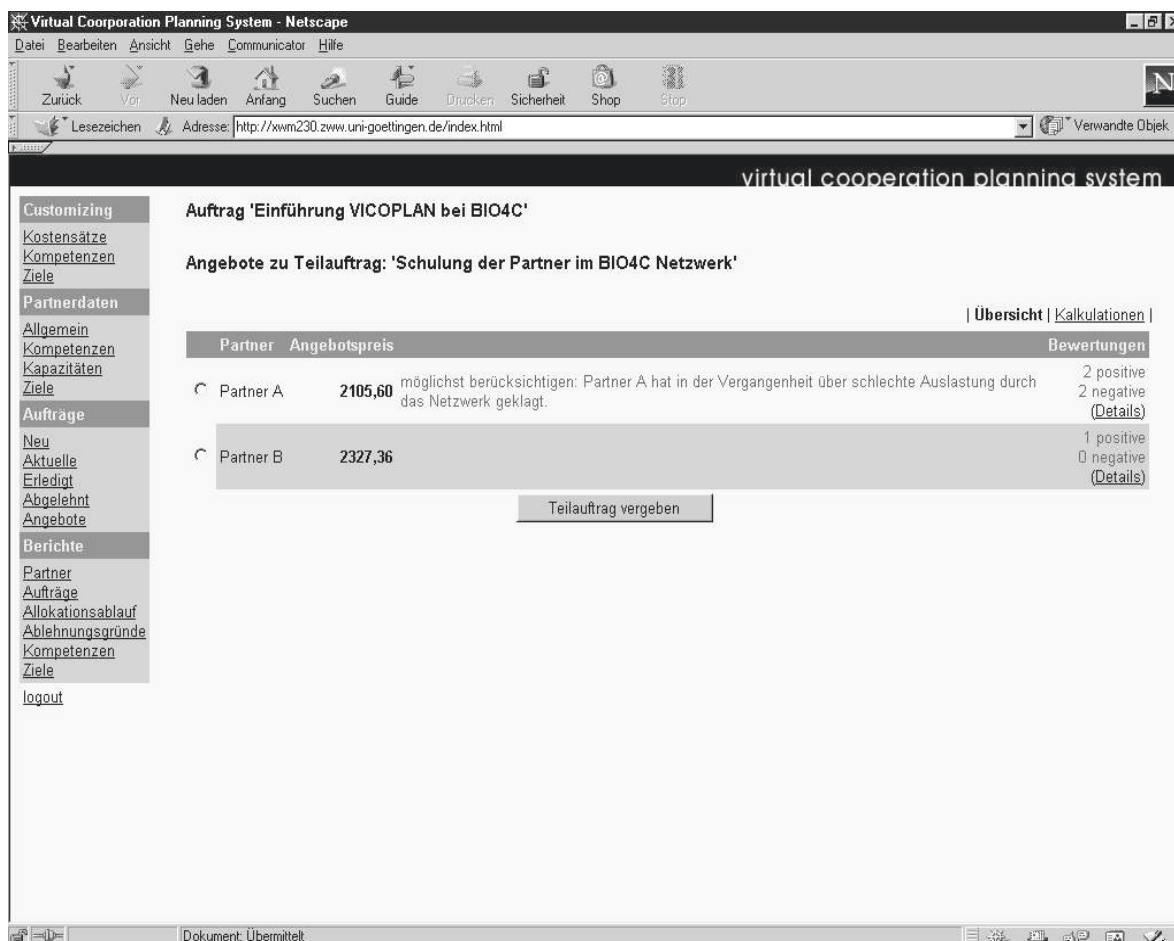 Virtual Coorporation Planning System - Netscape
Datei Bearbeiten Ansicht Gehe Communicator Hilfe
Zurück Vor Neu laden Anfang Suchen Guide Drucken Sicherheit Shop Stop
N
Lesezeichen Adresse: http://xwm230.zww.uni-goettingen.de/index.html Verwandte Objek
virtual cooperation planning system
Customizing
Kostensätze
Kompetenzen
Ziele
Partnerdaten
Allgemein
Kompetenzen
Kapazitäten
Ziele
Aufträge
Neu
Aktuelle
Erledigt
Abgelehnt
Angebote
Berichte
Partner
Aufträge
Allokationsablauf
Ablehnungsgründe
Kompetenzen
Ziele
logout
Auftrag 'Einführung VICOPLAN bei BIO4C'
Angebote zu Teilauftrag: 'Schulung der Partner im BIO4C Netzwerk'
| Übersicht | Kalkulationen |
Partner Angebotspreis Bewertungen
Partner A 2105,60 möglichst berücksichtigen: Partner A hat in der Vergangenheit über schlechte Auslastung durch
das Netzwerk geklagt.
2 positive
2 negative
(Details)
Partner B 2327,36
1 positive
0 negative
(Details)
Teilauftrag vergeben
Dokument: Übermittelt